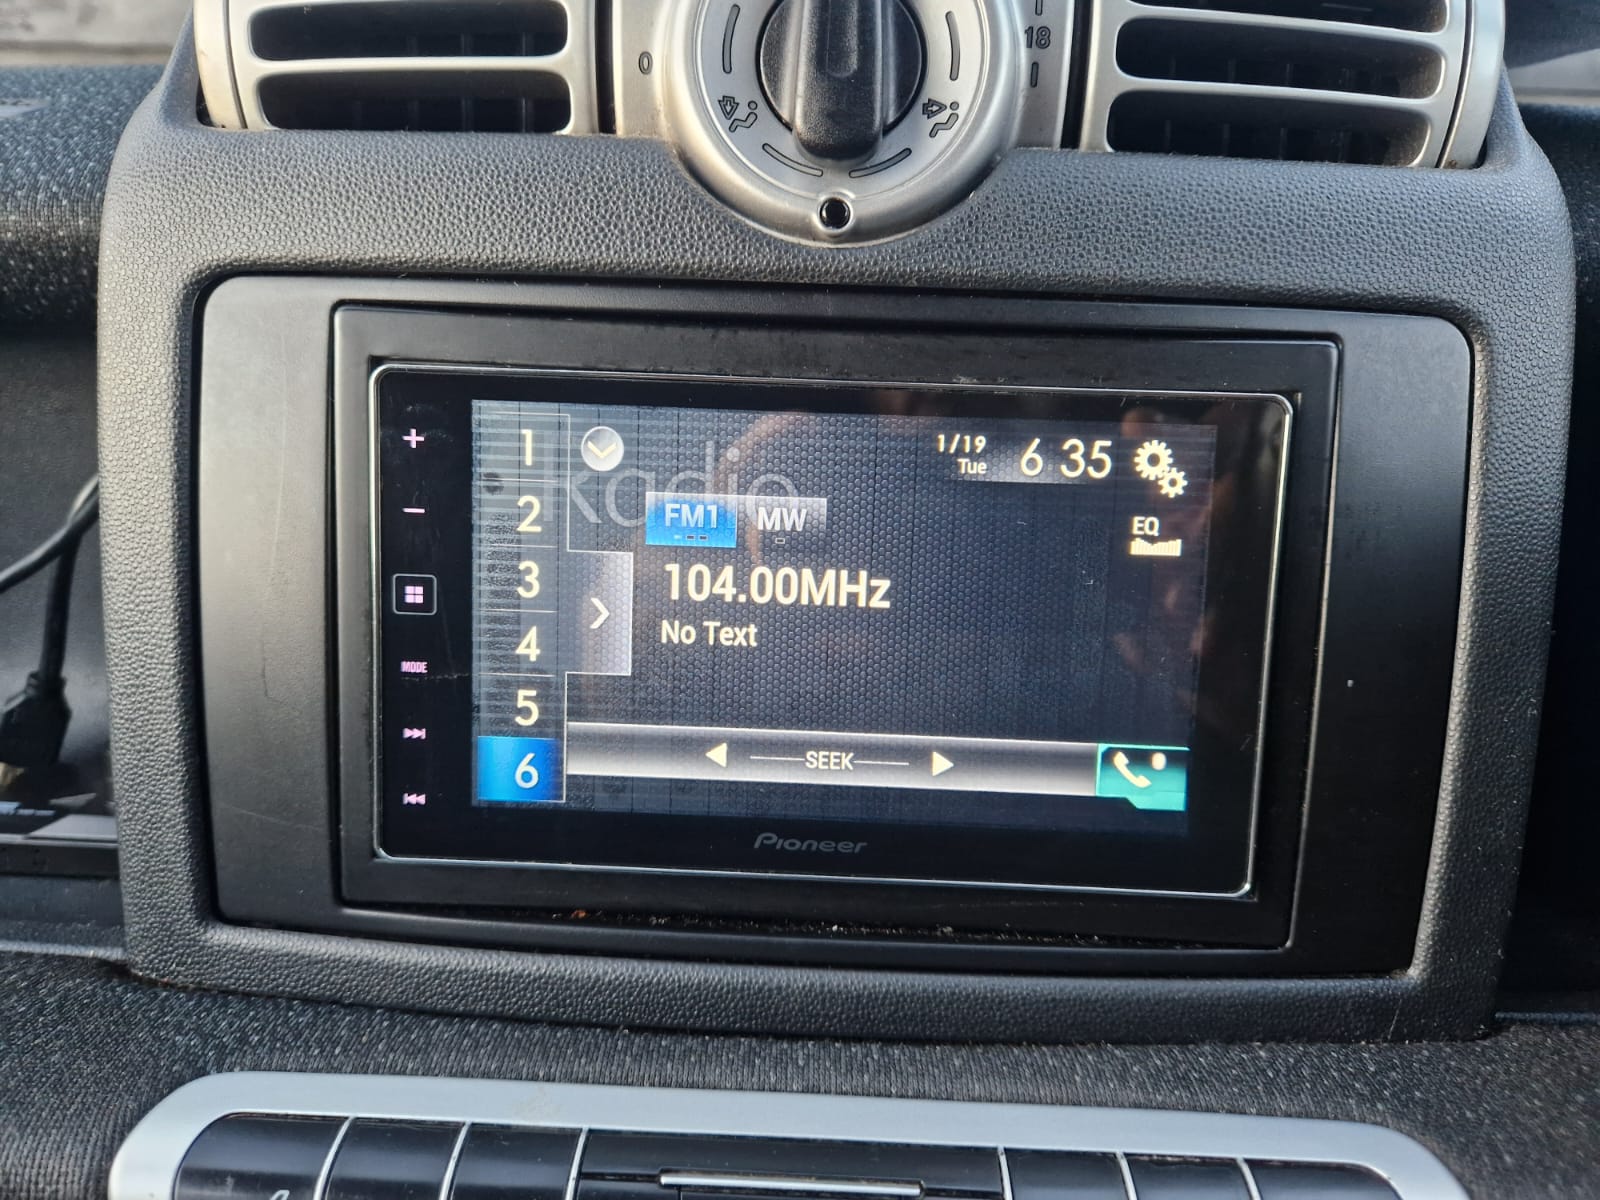 0
18
+
1
Radio
1/19
Tue
6 35
−
2
FM1
MW
EQ
3
104.00MHz
No Text
4
MODE
5
6
SEEK
Pioneer